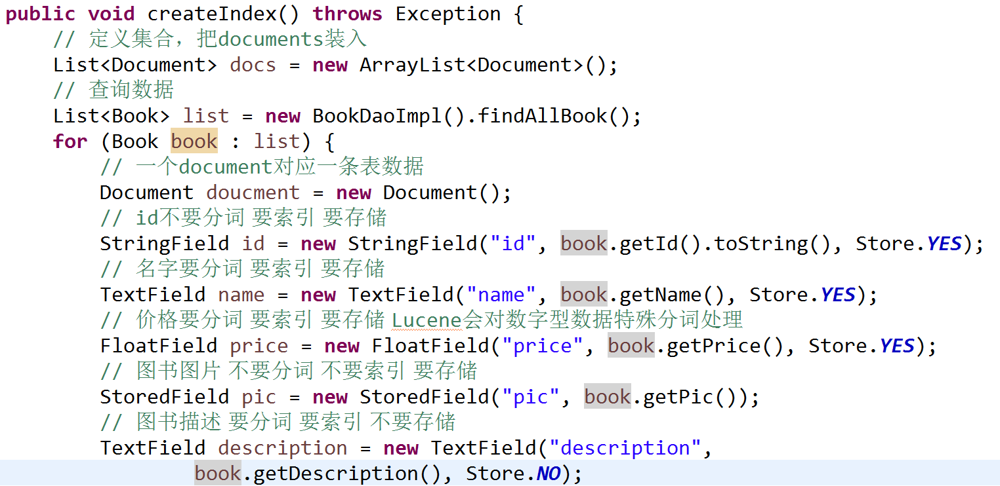 public void createIndex() throws Exception {
// 定义集合，把documents装入
List<Document> docs = new ArrayList<Document>();
// 查询数据
List<Book> list = new BookDaoImpl().findAllBook();
for (Book book : list) {
// 一个document对应一条表数据
Document doucment = new Document();
// id不要分词 要索引 要存储
StringField id = new StringField("id", book.getId().toString(), Store.YES);
// 名字要分词 要索引 要存储
TextField name = new TextField("name", book.getName(), Store.YES);
// 价格要分词 要索引 要存储 Lucene会对数字型数据特殊分词处理
FloatField price = new FloatField("price", book.getPrice(), Store.YES);
// 图书图片 不要分词 不要索引 要存储
StoredField pic = new StoredField("pic", book.getPic());
// 图书描述 要分词 要索引 不要存储
TextField description = new TextField("description",
book.getDescription(), Store.NO);